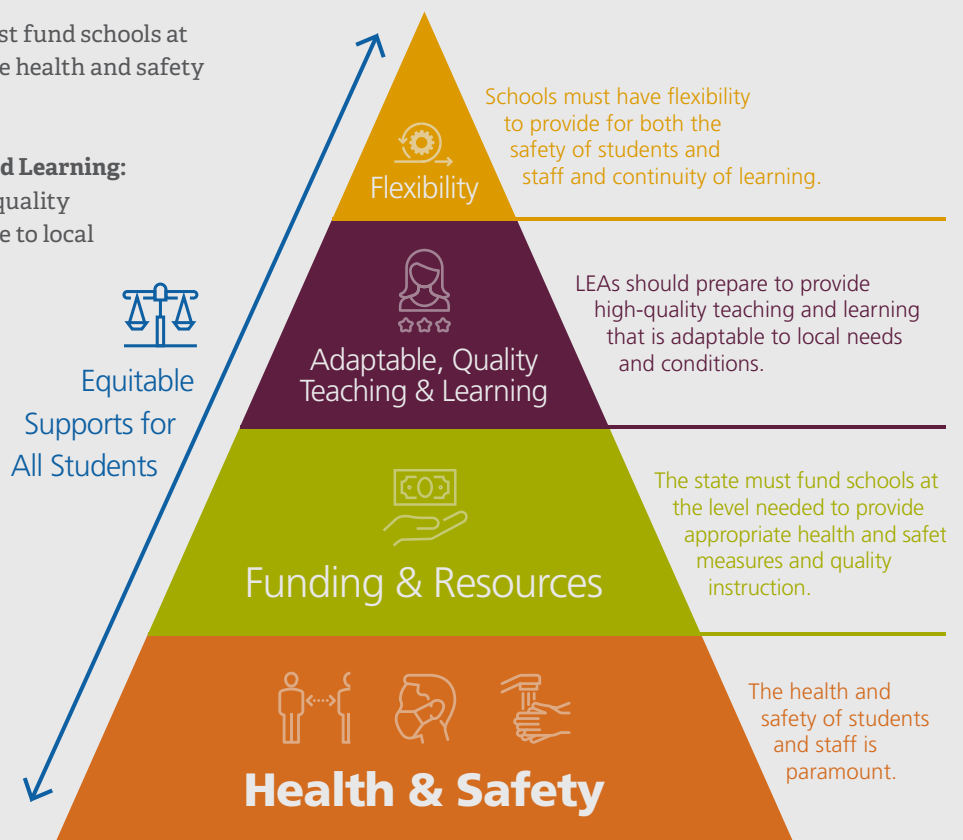 st fund schools at
e health and safety
d Learning:
quality
e to local
Schools must have flexibility
to provide for both the
safety of students and
staff and continuity of learning.
Flexibility
LEAs should prepare to provide
high-quality teaching and learning
that is adaptable to local needs
and conditions.
Adaptable, Quality
Teaching & Learning
Equitable
Supports for
All Students
The state must fund schools at
the level needed to provide
appropriate health and safet
measures and quality
instruction.
Funding & Resources
The health and
safety of students
and staff is
paramount.
Health & Safety